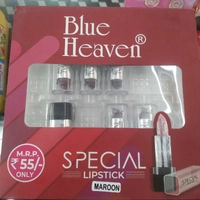 Blue
Heaven®
M.R.P.
₹ 55/-
ONLY
SPECIAL
LIPSTICK
MAROON